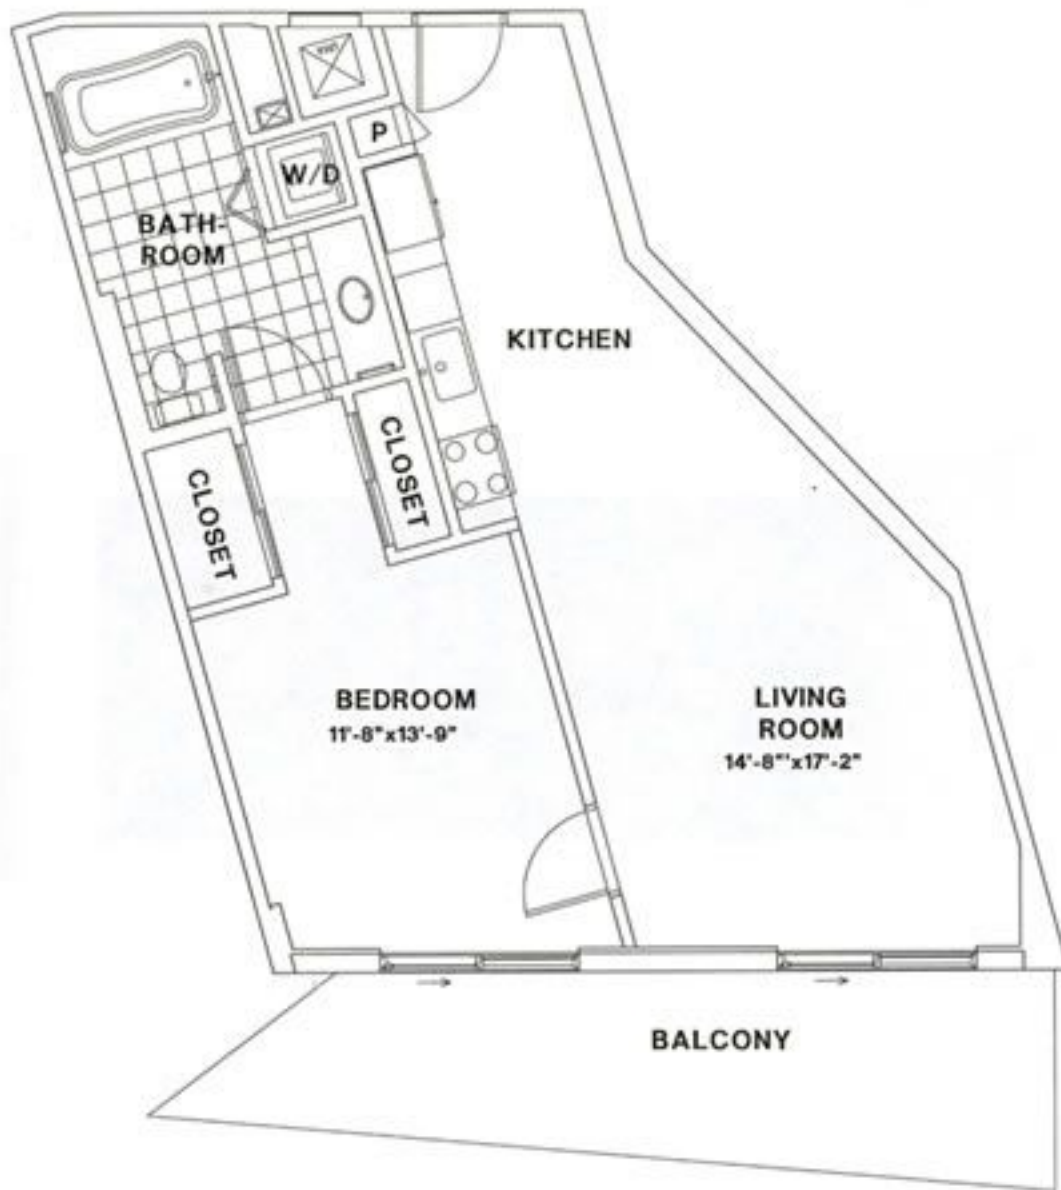 P
W/D
BATH-
ROOM
KITCHEN
CLOSET
CLOSET
BEDROOM
11'-8"x13'-9"
LIVING
ROOM
14'-8"'x17'-2"
BALCONY